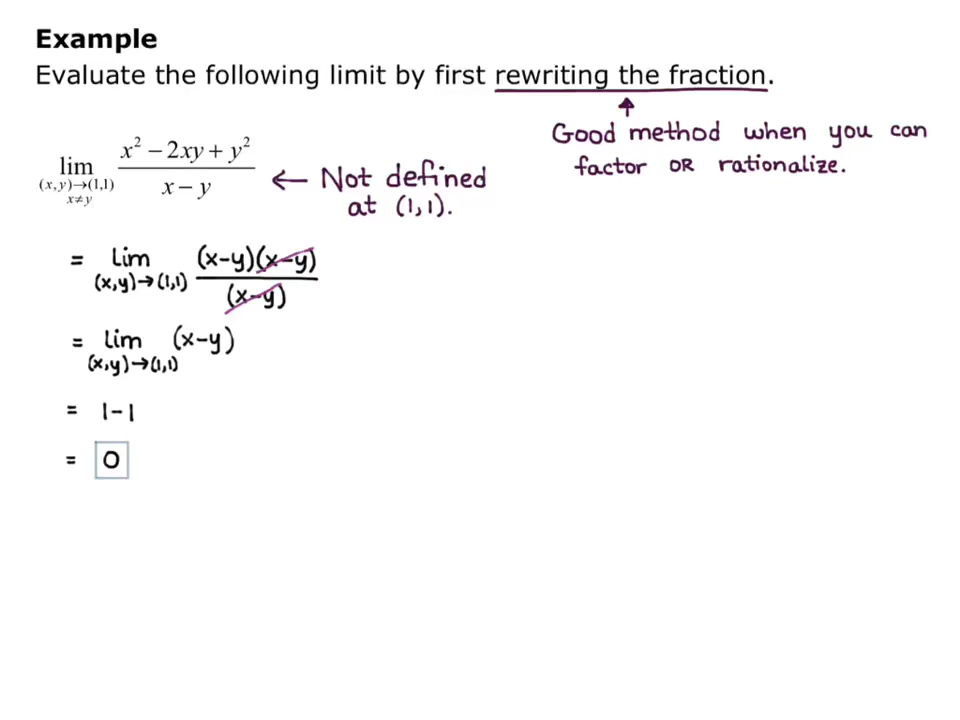 Example
Evaluate the following limit by first rewriting the fraction.
Good method when you can
factor OR rationalize.
lim (x,y)→(1,1) x≠y x² − 2xy + y² / x − y ← Not defined
at (1,1).
= Lim (x,y)→(1,1) (x-y)(x-y) / (x-y)
= Lim (x,y)→(1,1) (x-y)
= 1-1
= 0